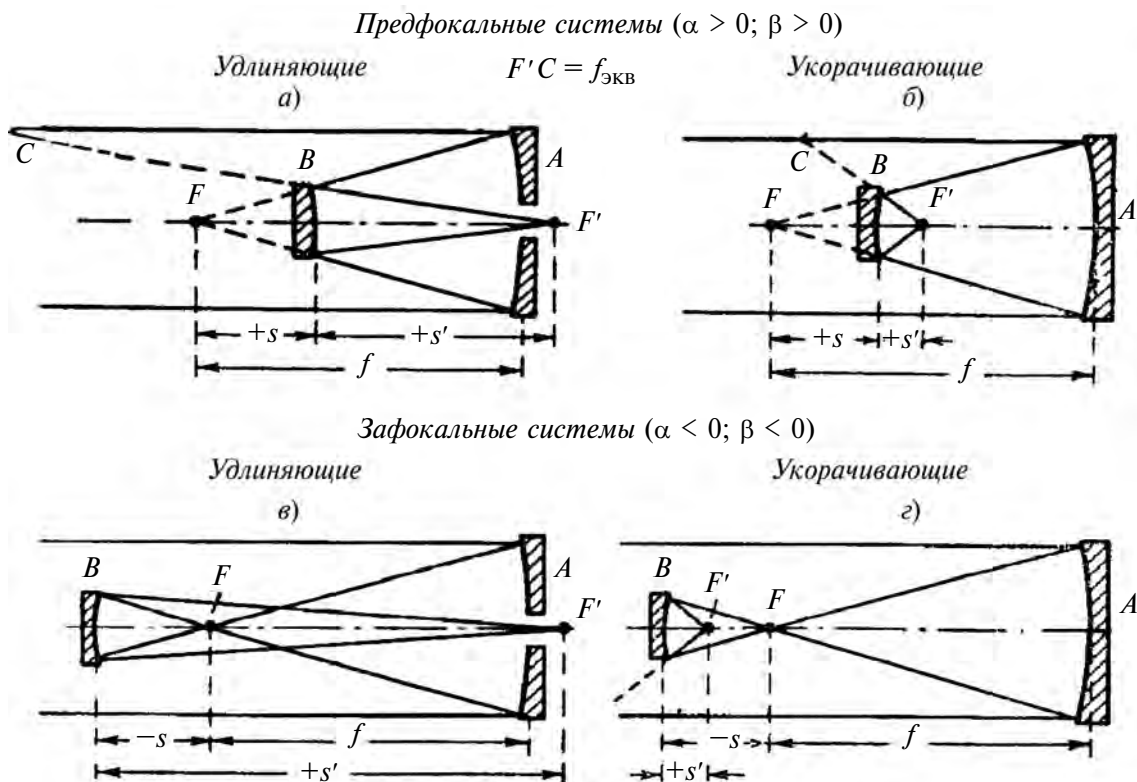 Предфокальные системы (α > 0; β > 0)
Удлиняющие F'C = fэкв Укорачивающие
а) б)
C B A F F'
+s +s'
f
C B F' F A
+s +s'
f
Зафокальные системы (α < 0; β < 0)
Удлиняющие Укорачивающие
в) г)
B F A F'
−s f
+s'
B F' F A
−s f
+s'